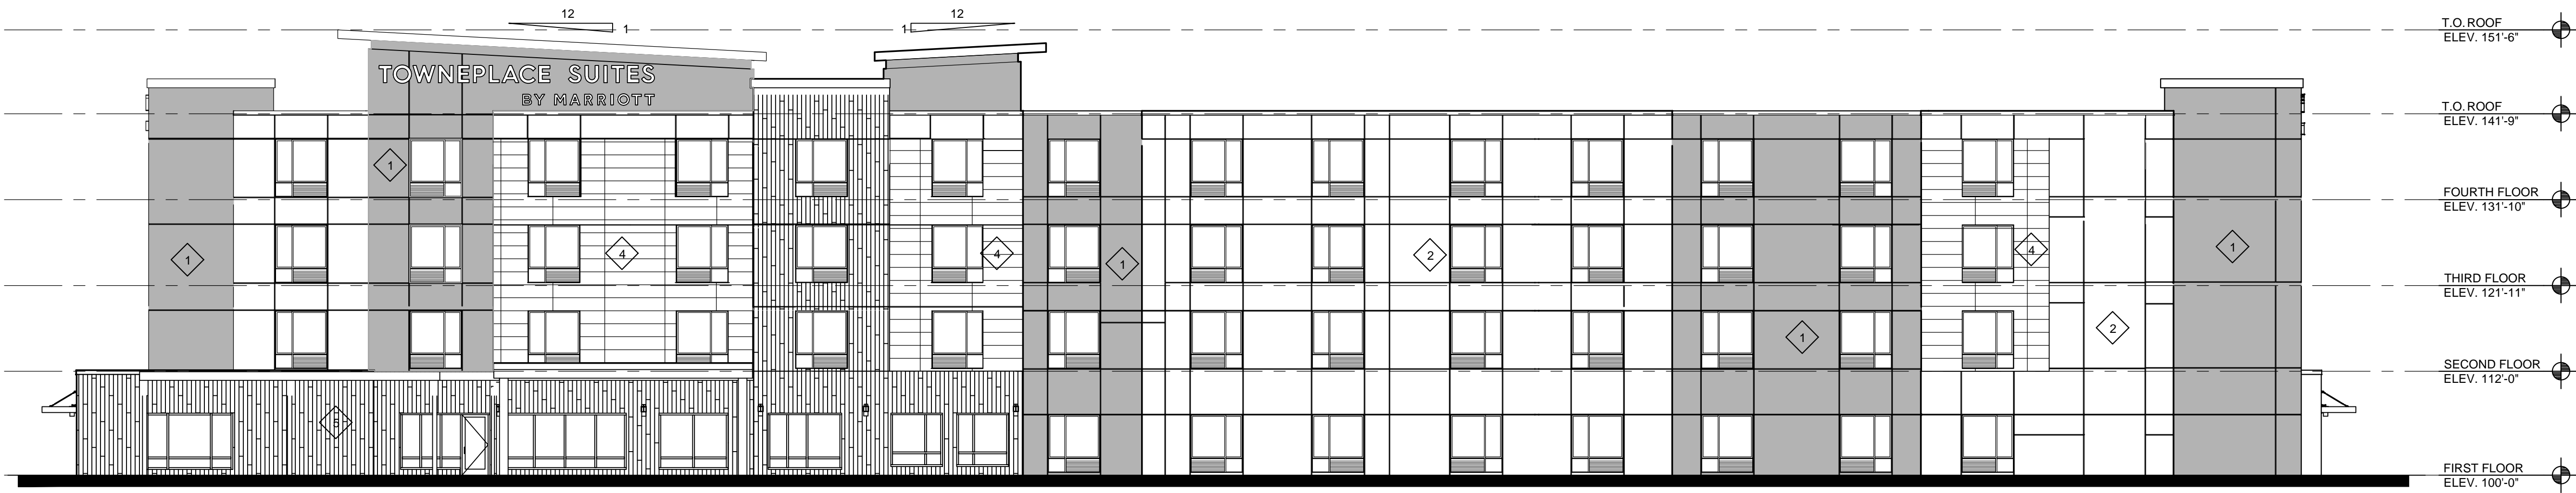 12
12
1
1
T.O. ROOF
ELEV. 151'-6"
TOWNEPLACE SUITES
BY MARRIOTT
T.O. ROOF
ELEV. 141'-9"
1
FOURTH FLOOR
ELEV. 131'-10"
1
4
4
1
2
4
1
THIRD FLOOR
ELEV. 121'-11"
1
2
SECOND FLOOR
ELEV. 112'-0"
5
FIRST FLOOR
ELEV. 100'-0"